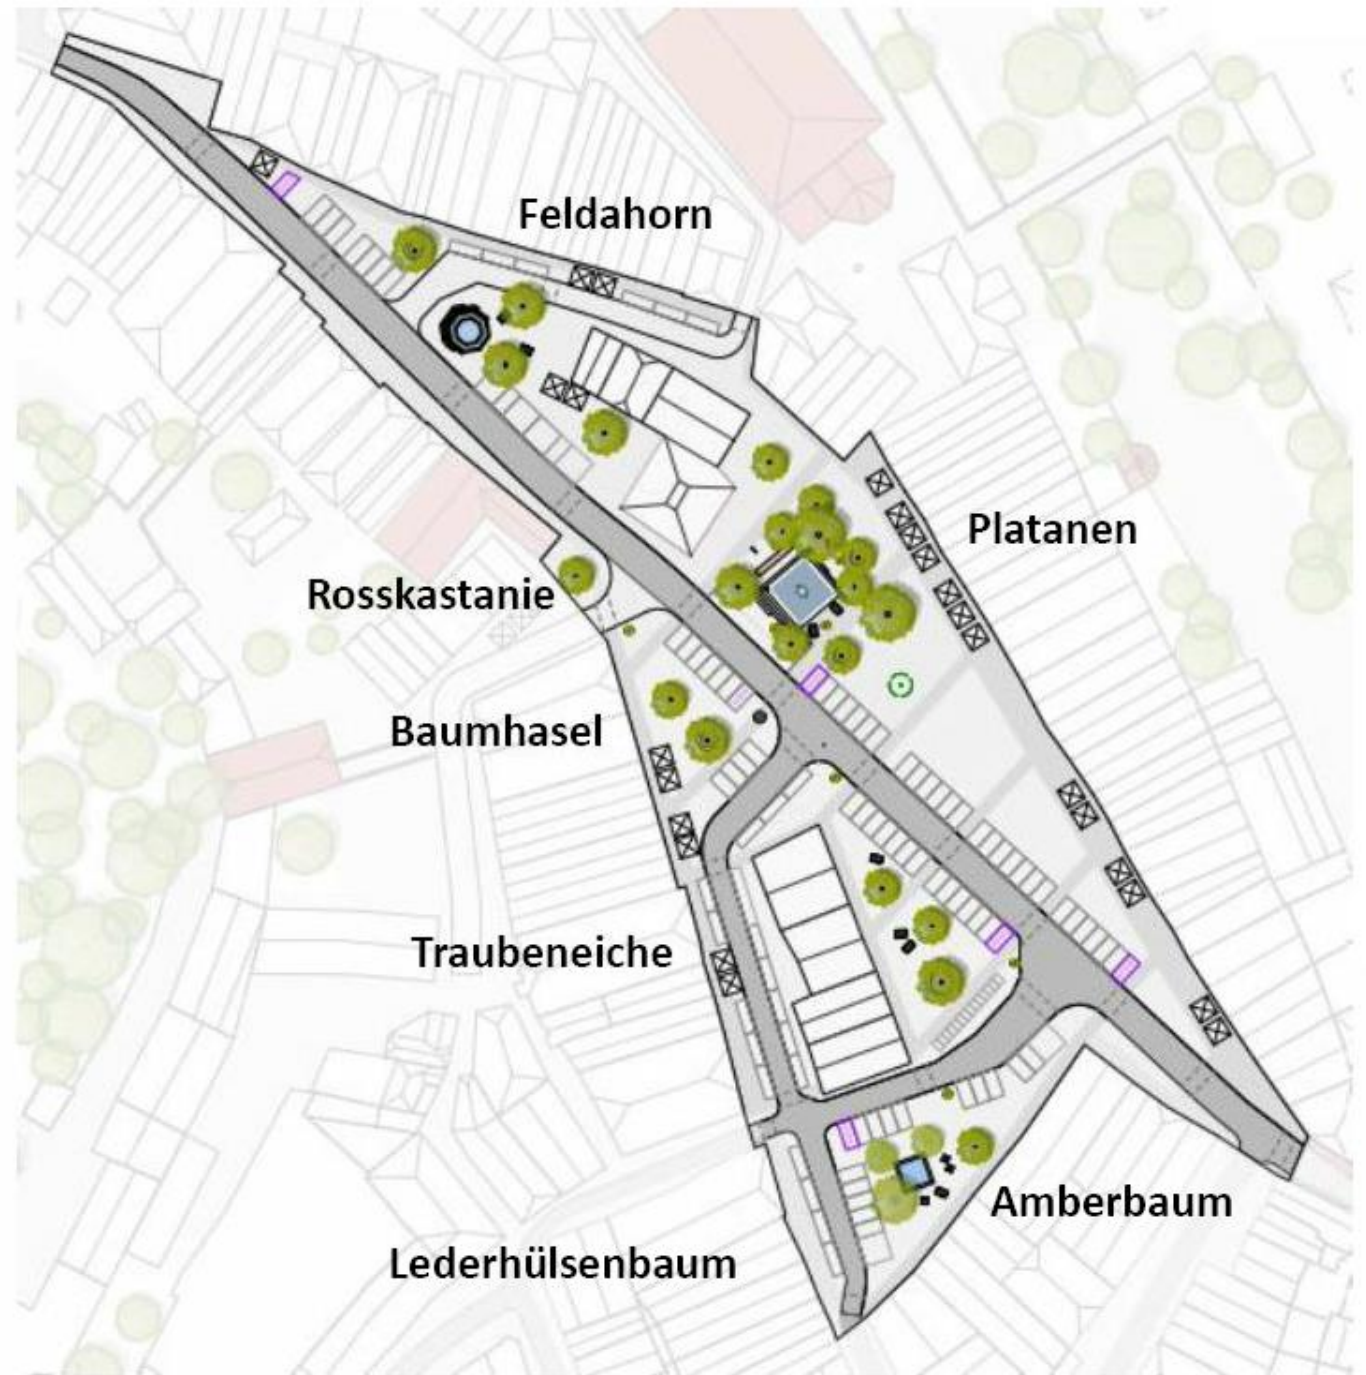 Feldahorn
Platanen
Rosskastanie
Baumhasel
Traubeneiche
Amberbaum
Lederhülsenbaum